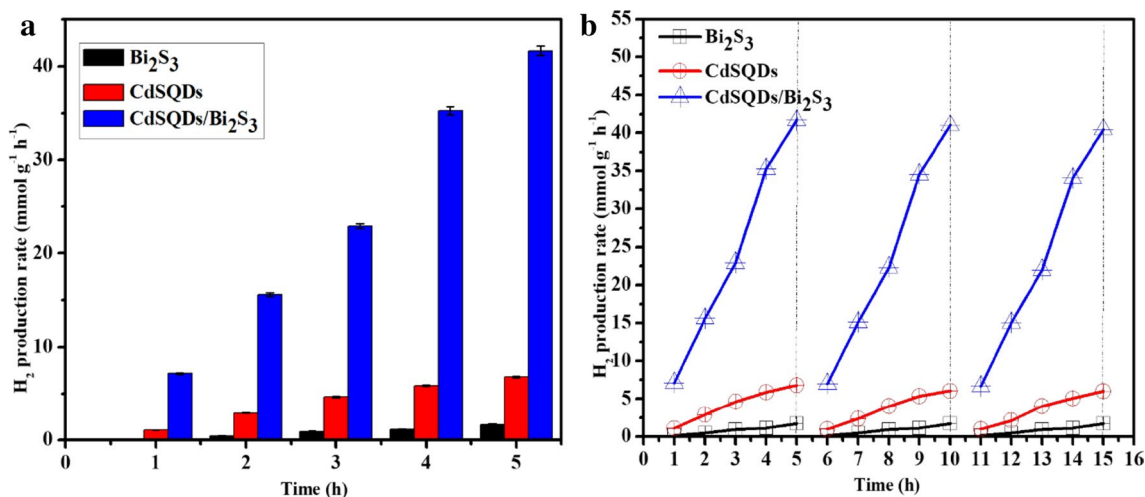 a
H₂ production rate (mmol g⁻¹ h⁻¹)
40
30
20
10
0
Bi₂S₃
CdSQDs
CdSQDs/Bi₂S₃
0 1 2 3 4 5
Time (h)
b
H₂ production rate (mmol g⁻¹ h⁻¹)
55
50
45
40
35
30
25
20
15
10
5
0
Bi₂S₃
CdSQDs
CdSQDs/Bi₂S₃
0 1 2 3 4 5 6 7 8 9 10 11 12 13 14 15 16
Time (h)